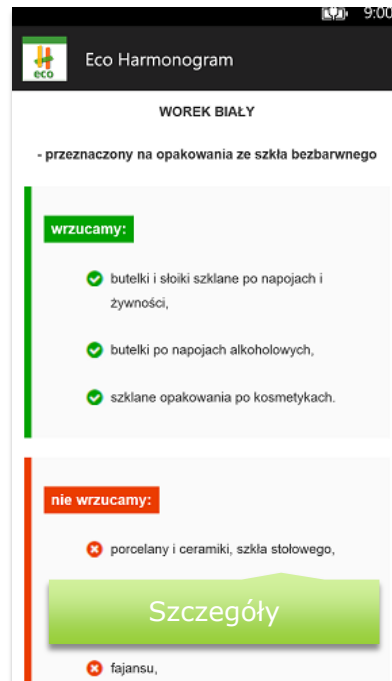 9:00
eco
Eco Harmonogram
WOREK BIAŁY
- przeznaczony na opakowania ze szkła bezbarwnego
wrzucamy:
butelki i słoiki szklane po napojach i
żywności,
butelki po napojach alkoholowych,
szklane opakowania po kosmetykach.
nie wrzucamy:
porcelany i ceramiki, szkła stołowego,
Szczegóły
fajansu,